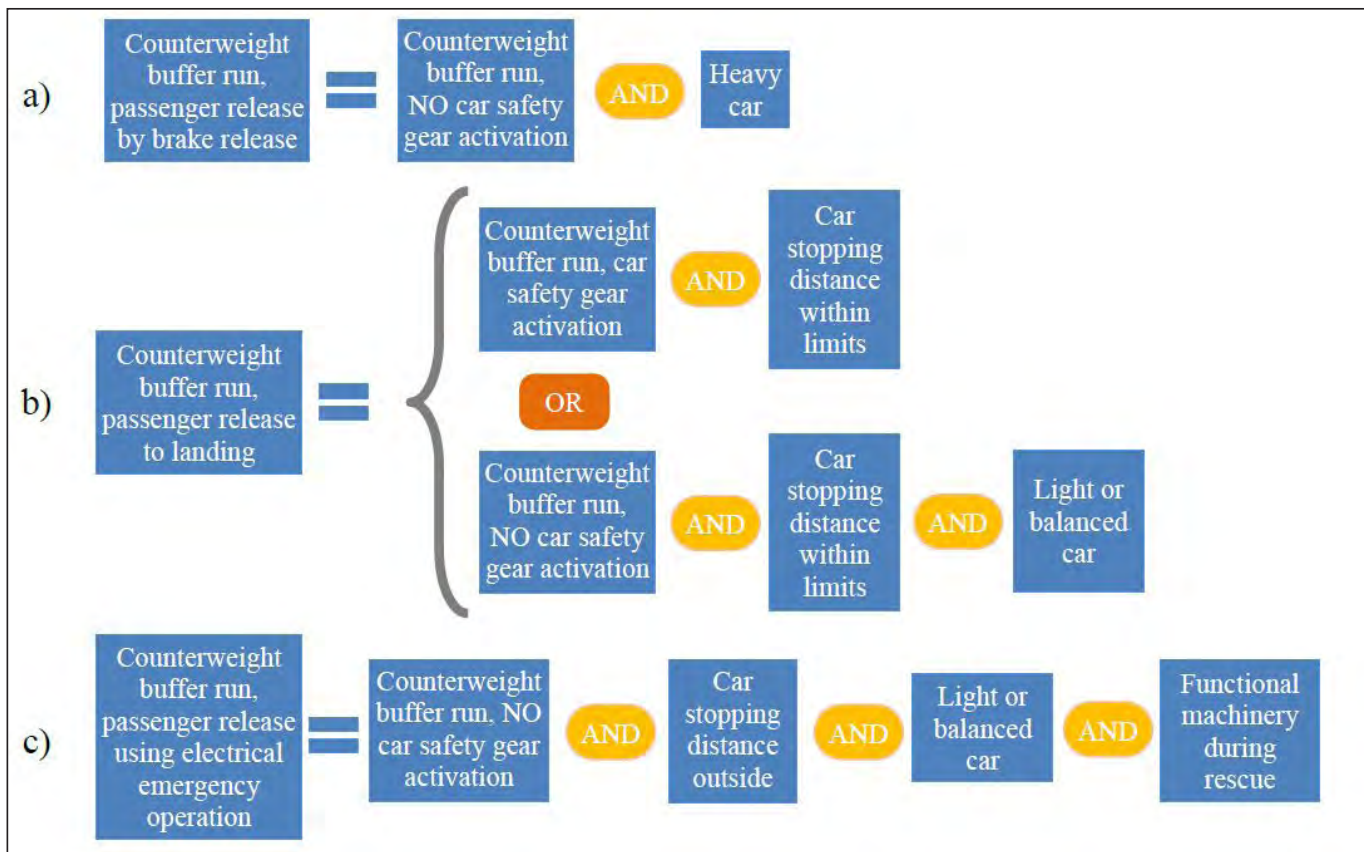 a)
Counterweight
buffer run,
passenger release
by brake release
Counterweight
buffer run,
NO car safety
gear activation
AND
Heavy
car
b)
Counterweight
buffer run,
passenger release
to landing
Counterweight
buffer run, car
safety gear
activation
AND
Car
stopping
distance
within
limits
OR
Counterweight
buffer run,
NO car safety
gear activation
AND
Car
stopping
distance
within
limits
AND
Light or
balanced
car
c)
Counterweight
buffer run,
passenger release
using electrical
emergency
operation
Counterweight
buffer run, NO
car safety gear
activation
AND
Car
stopping
distance
outside
AND
Light or
balanced
car
AND
Functional
machinery
during
rescue